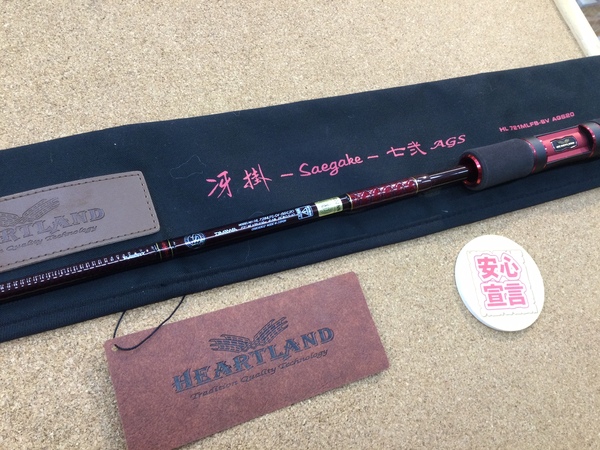 HL 721MLFB-SV AGS20
冴掛 - Saegake - 七弐 AGS
HEARTLAND
Tradition Quality Technology
安心
宣言
HEARTLAND
Tradition Quality Technology